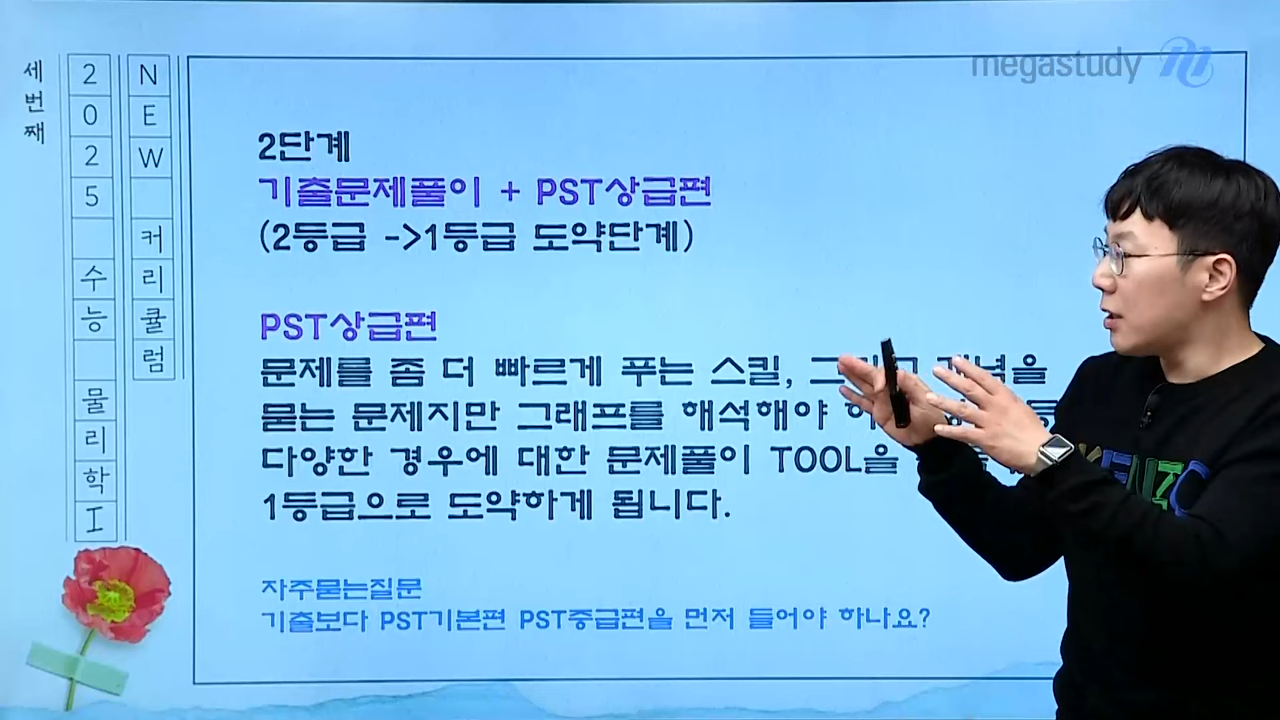 megastudy
세번째
2025 수능 물리학 I
NEW 커리큘럼
2단계
기출문제풀이 + PST상급편
(2등급 ->1등급 도약단계)
PST상급편
문제를 좀 더 빠르게 푸는 스킬,
묻는 문제지만 그래프를 해석해야
다양한 경우에 대한 문제풀이 TOOL을
1등급으로 도약하게 됩니다.
자주묻는질문
기출보다 PST기본편 PST중급편을 먼저 들어야 하나요?